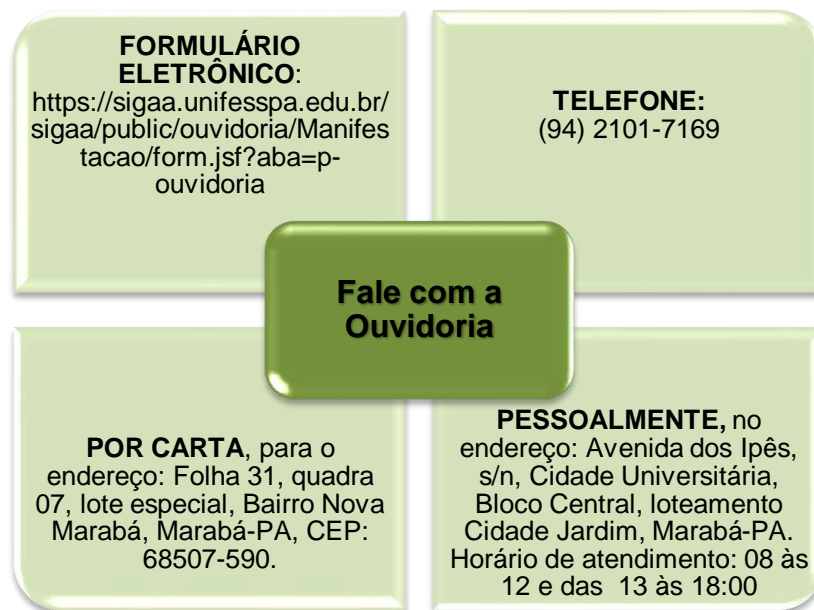 FORMULÁRIO
ELETRÔNICO:
https://sigaa.unifesspa.edu.br/
sigaa/public/ouvidoria/Manifes
tacao/form.jsf?aba=p-
ouvidoria
TELEFONE:
(94) 2101-7169
Fale com a
Ouvidoria
POR CARTA, para o
endereço: Folha 31, quadra
07, lote especial, Bairro Nova
Marabá, Marabá-PA, CEP:
68507-590.
PESSOALMENTE, no
endereço: Avenida dos Ipês,
s/n, Cidade Universitária,
Bloco Central, loteamento
Cidade Jardim, Marabá-PA.
Horário de atendimento: 08 às
12 e das  13 às 18:00